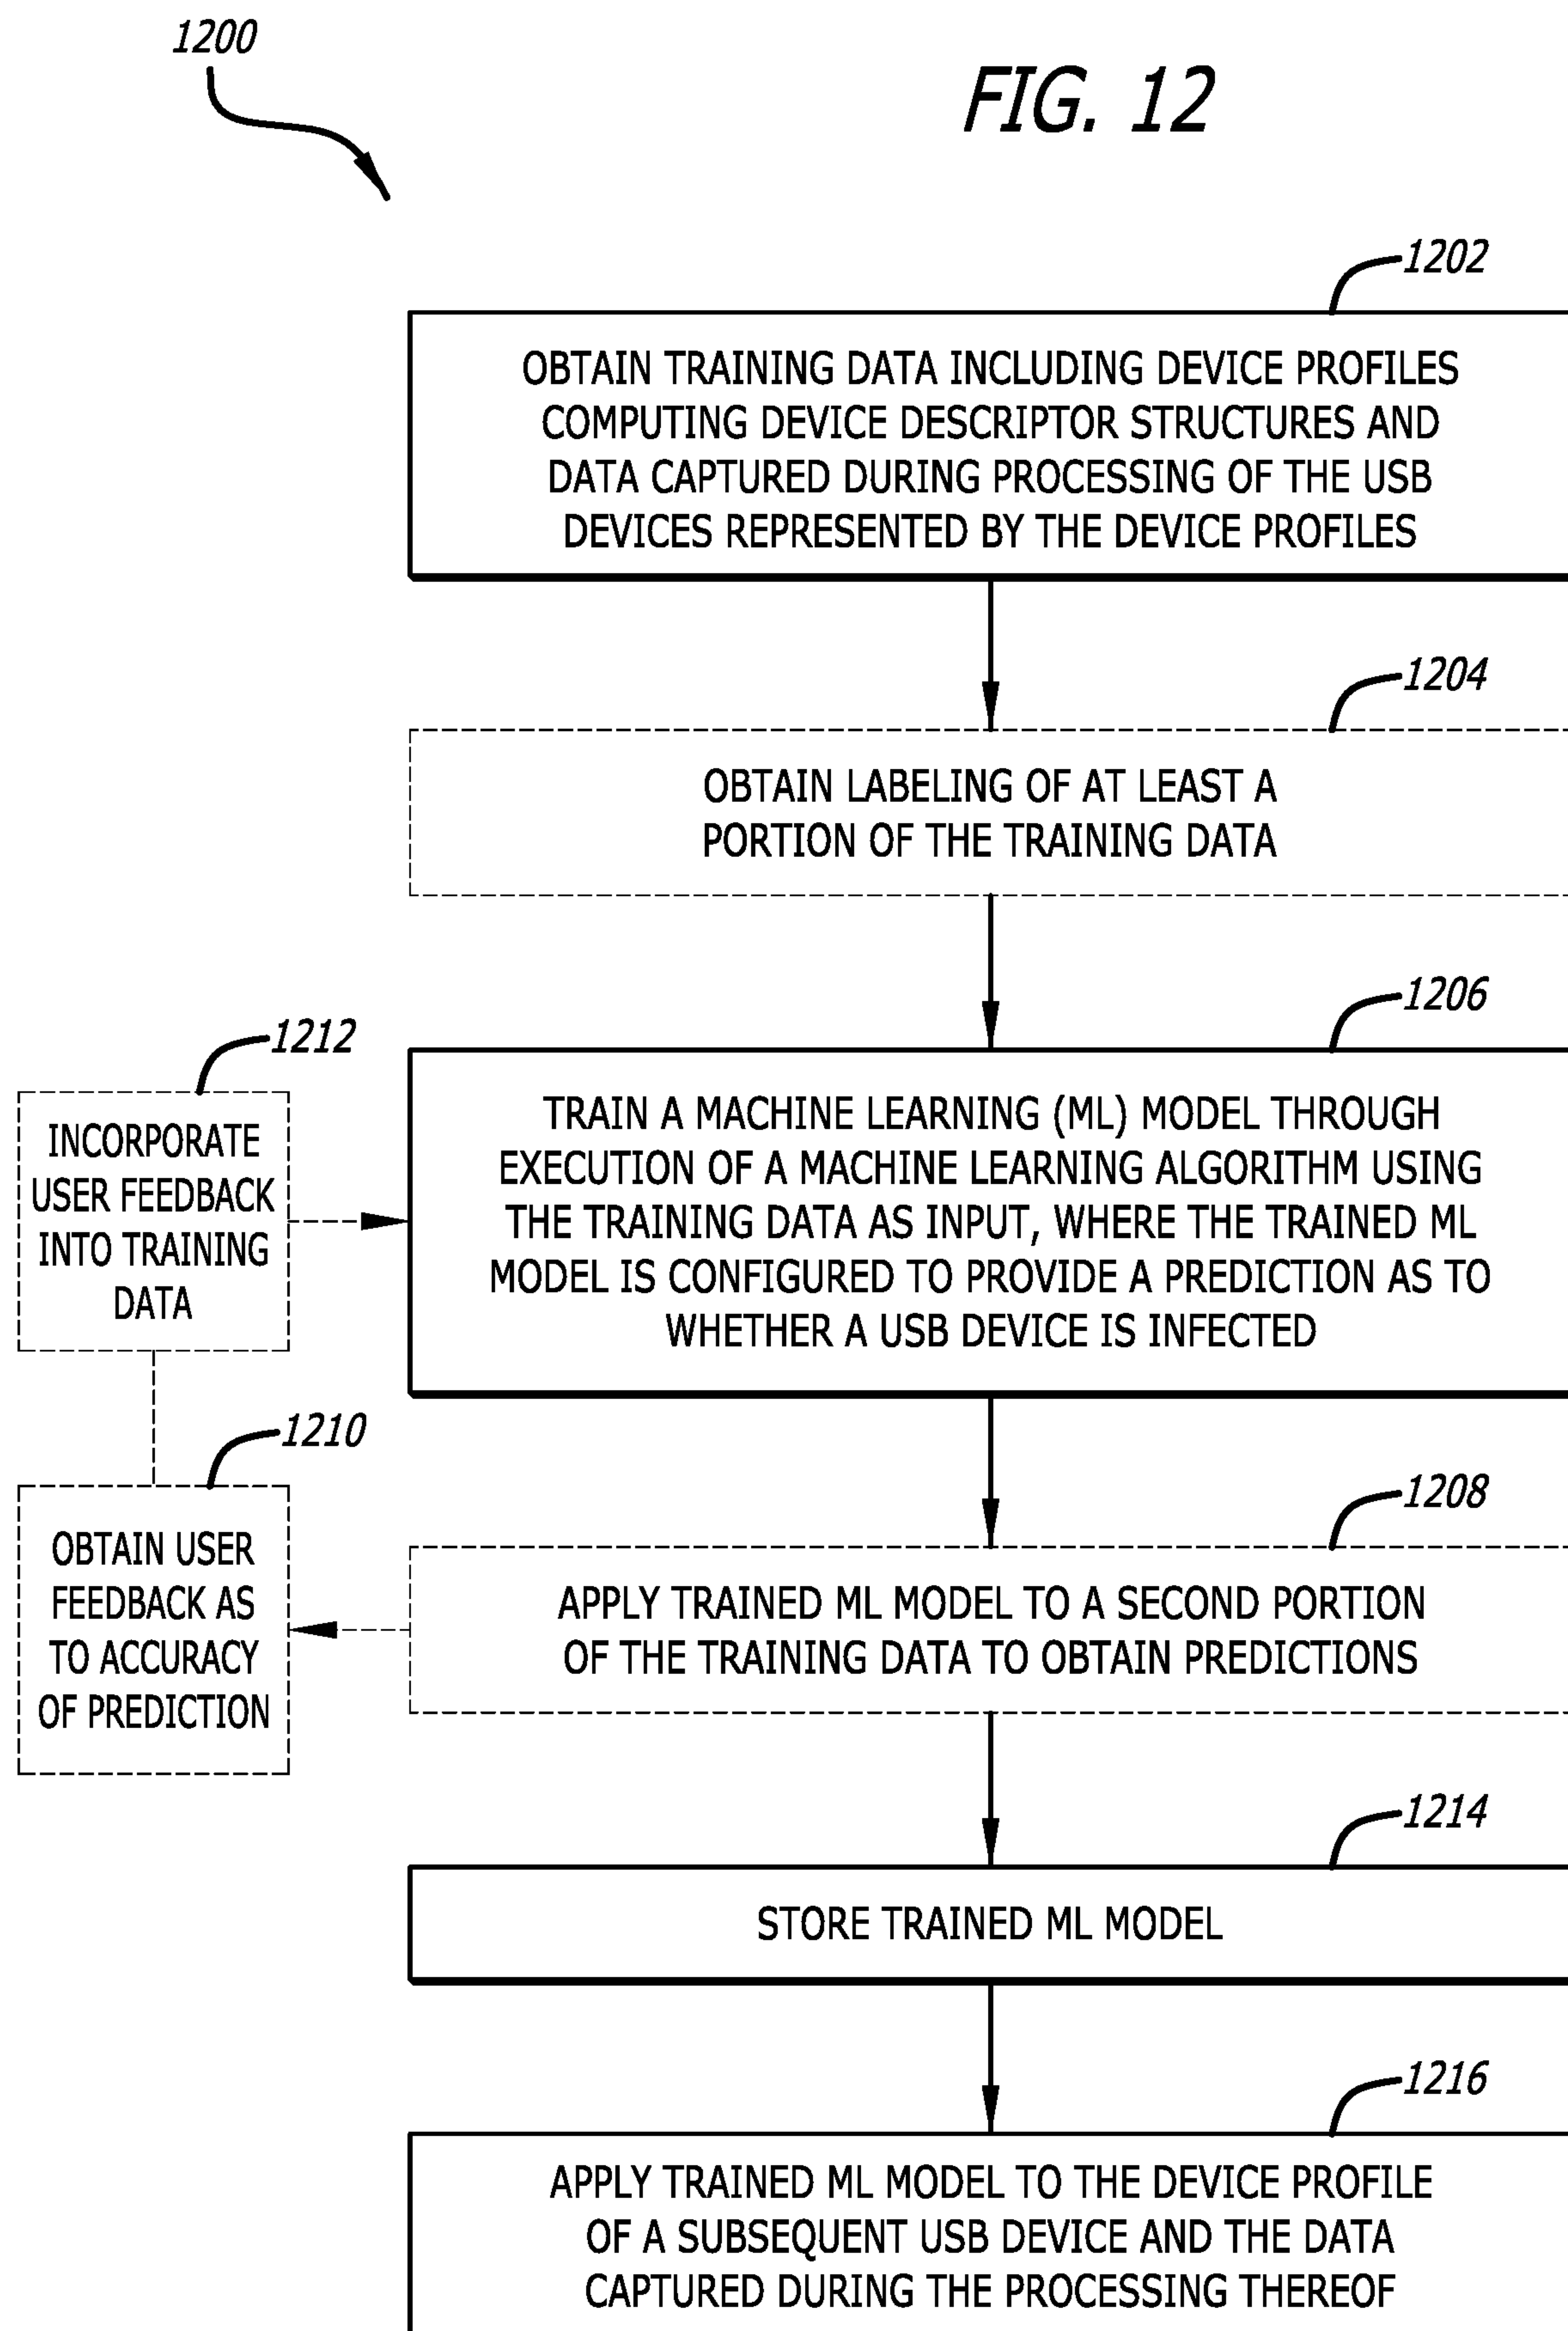 1200
FIG. 12
1202
OBTAIN TRAINING DATA INCLUDING DEVICE PROFILES
COMPUTING DEVICE DESCRIPTOR STRUCTURES AND
DATA CAPTURED DURING PROCESSING OF THE USB
DEVICES REPRESENTED BY THE DEVICE PROFILES
1204
OBTAIN LABELING OF AT LEAST A
PORTION OF THE TRAINING DATA
1206
TRAIN A MACHINE LEARNING (ML) MODEL THROUGH
EXECUTION OF A MACHINE LEARNING ALGORITHM USING
THE TRAINING DATA AS INPUT, WHERE THE TRAINED ML
MODEL IS CONFIGURED TO PROVIDE A PREDICTION AS TO
WHETHER A USB DEVICE IS INFECTED
1212
INCORPORATE
USER FEEDBACK
INTO TRAINING
DATA
1210
OBTAIN USER
FEEDBACK AS
TO ACCURACY
OF PREDICTION
1208
APPLY TRAINED ML MODEL TO A SECOND PORTION
OF THE TRAINING DATA TO OBTAIN PREDICTIONS
1214
STORE TRAINED ML MODEL
1216
APPLY TRAINED ML MODEL TO THE DEVICE PROFILE
OF A SUBSEQUENT USB DEVICE AND THE DATA
CAPTURED DURING THE PROCESSING THEREOF